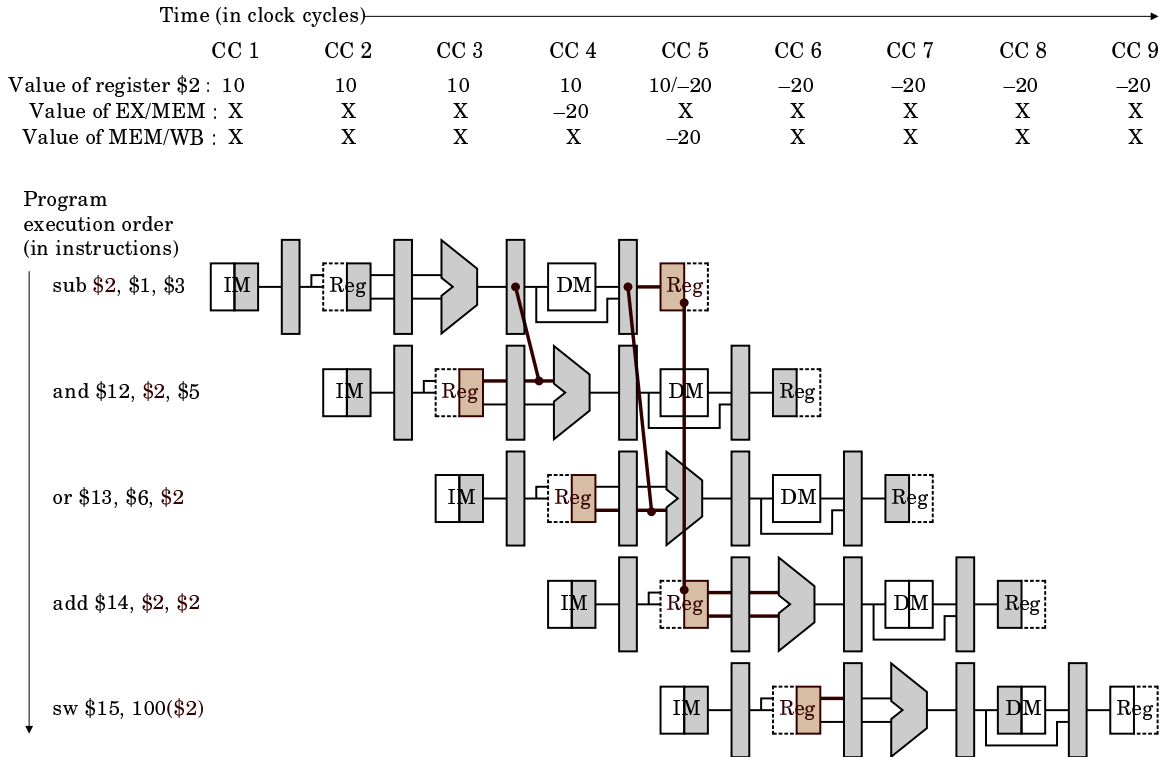 Time (in clock cycles)
CC 1 CC 2 CC 3 CC 4 CC 5 CC 6 CC 7 CC 8 CC 9
Value of register $2 : 10 10 10 10 10/–20 –20 –20 –20 –20
Value of EX/MEM : X X X –20 X X X X X
Value of MEM/WB : X X X X –20 X X X X
Program
execution order
(in instructions)
sub $2, $1, $3 IM Reg DM Reg
and $12, $2, $5 IM Reg DM Reg
or $13, $6, $2 IM Reg DM Reg
add $14, $2, $2 IM Reg DM Reg
sw $15, 100($2) IM Reg DM Reg